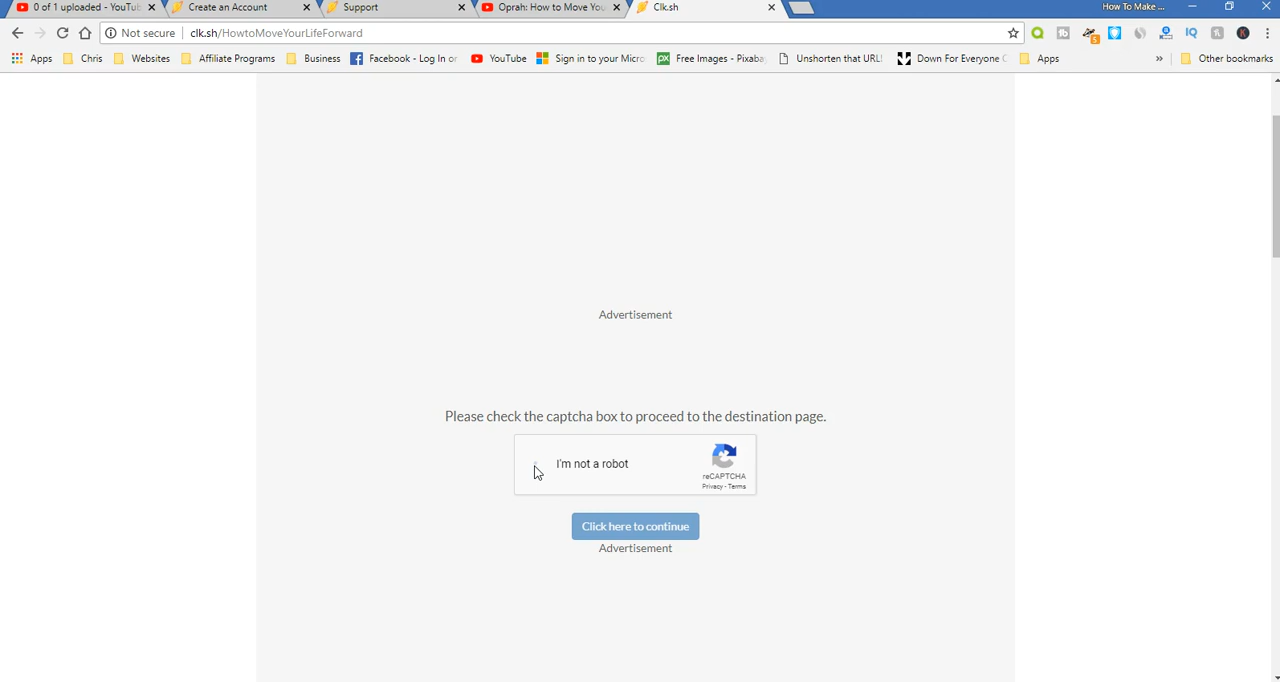 0 of 1 uploaded - YouTub
Create an Account
Support
Oprah: How to Move You
Clk.sh
How To Make ...
Not secure
clk.sh/HowtoMoveYourLifeForward
Apps
Chris
Websites
Affiliate Programs
Business
Facebook - Log In or
YouTube
Sign in to your Micro
Free Images - Pixaba
Unshorten that URL!
Down For Everyone O
Apps
»
Other bookmarks
Advertisement
Please check the captcha box to proceed to the destination page.
I'm not a robot
reCAPTCHA
Privacy - Terms
Click here to continue
Advertisement